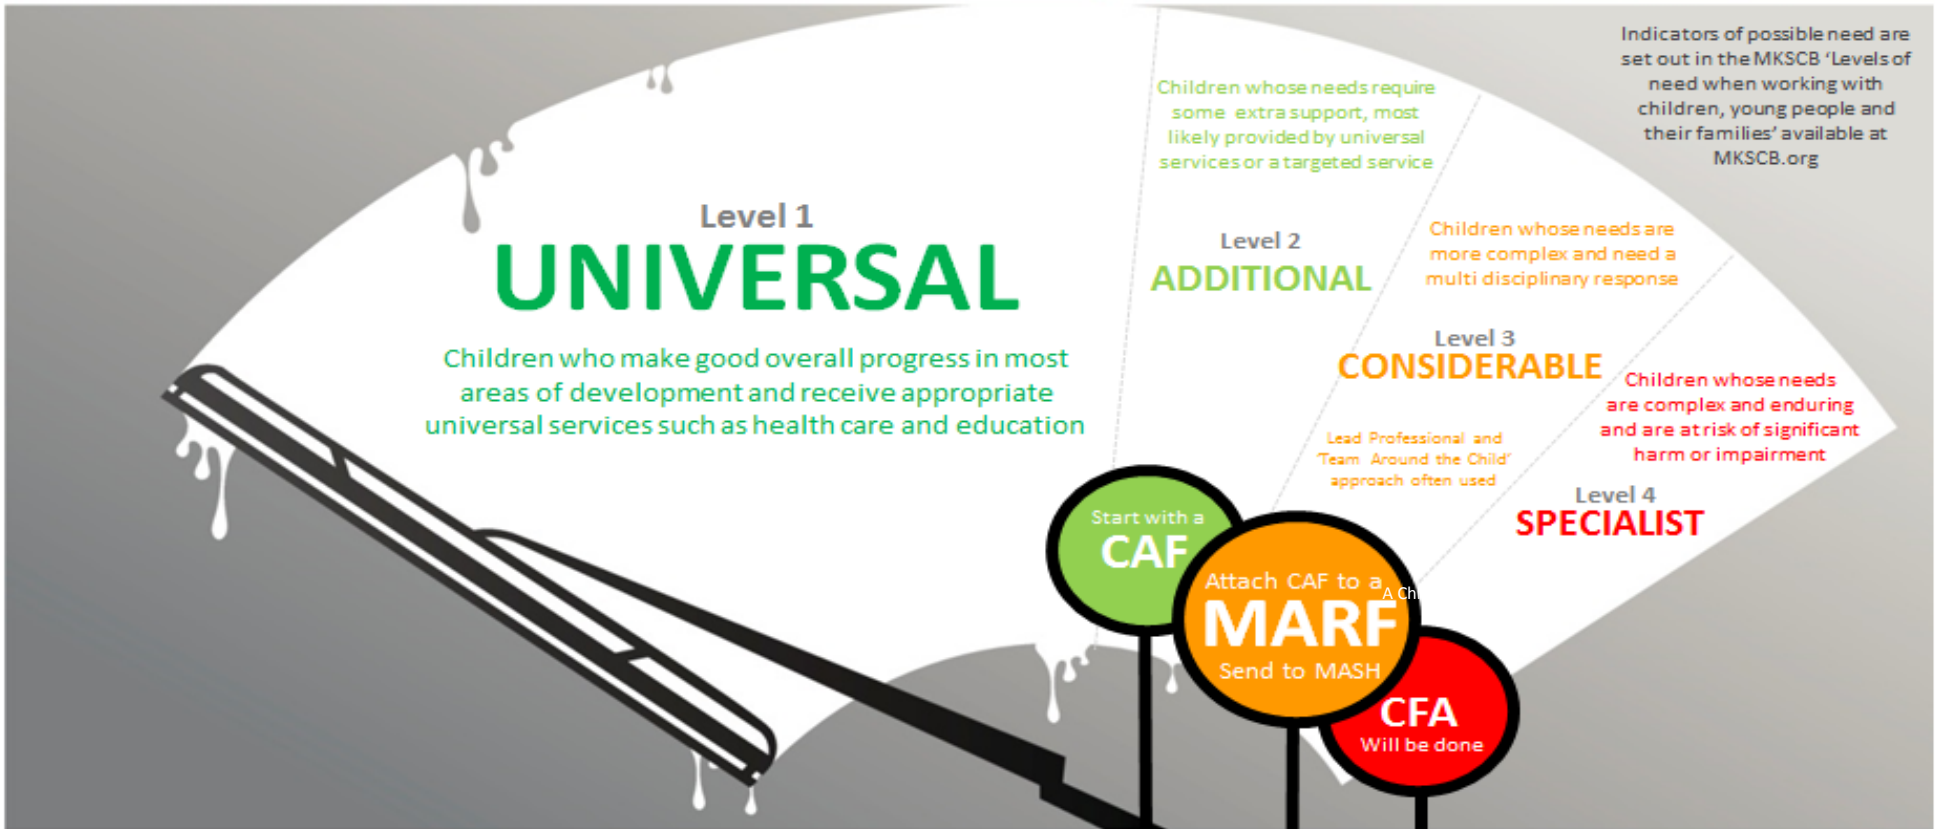 Indicators of possible need are
set out in the MKSCB ‘Levels of
need when working with
children, young people and
their families’ available at
MKSCB.org
Level 1
UNIVERSAL
Children who make good overall progress in most
areas of development and receive appropriate
universal services such as health care and education
Children whose needs require
some extra support, most
likely provided by universal
services or a targeted service
Level 2
ADDITIONAL
Children whose needs are
more complex and need a
multi disciplinary response
Level 3
CONSIDERABLE
Lead Professional and
‘Team Around the Child’
approach often used
Children whose needs
are complex and enduring
and are at risk of significant
harm or impairment
Level 4
SPECIALIST
Start with a
CAF
Attach CAF to a
MARF
Send to MASH
A
CFA
Will be done